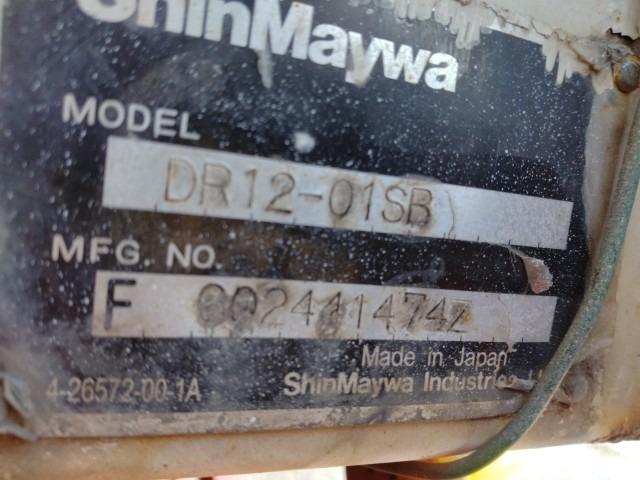 ShinMaywa
MODEL
DR12-01SB
MFG. NO.
F
Made in Japan
4-26572-00-1A
ShinMaywa Industries